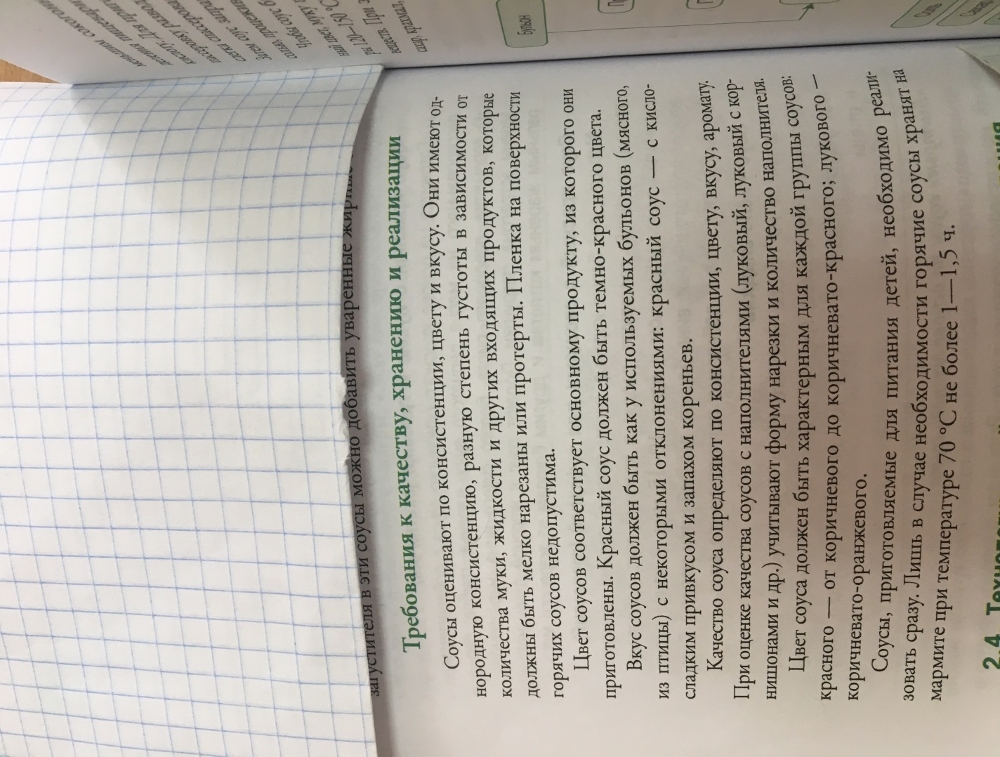 загустителя в эти соусы можно добавить уваренные
Требования к качеству, хранению и реализации
Соусы оценивают по консистенции, цвету и вкусу. Они имеют од-
нородную консистенцию, разную степень густоты в зависимости от
количества муки, жидкости и других входящих продуктов, которые
должны быть мелко нарезаны или протерты. Пленка на поверхности
горячих соусов недопустима.
Цвет соусов соответствует основному продукту, из которого они
приготовлены. Красный соус должен быть темно-красного цвета.
Вкус соусов должен быть как у используемых бульонов (мясного,
из птицы) с некоторыми отклонениями: красный соус — с кисло-
сладким привкусом и запахом кореньев.
Качество соуса определяют по консистенции, цвету, вкусу, аромату.
При оценке качества соусов с наполнителями (луковый, луковый с кор-
нишонами и др.) учитывают форму нарезки и количество наполнителя.
Цвет соуса должен быть характерным для каждой группы соусов:
красного — от коричневого до коричневато-красного; лукового —
коричневато-оранжевого.
Соусы, приготовляемые для питания детей, необходимо реали-
зовать сразу. Лишь в случае необходимости горячие соусы хранят на
мармите при температуре 70 °С не более 1—1,5 ч.
2.4
Бульон
Соль
Сахар